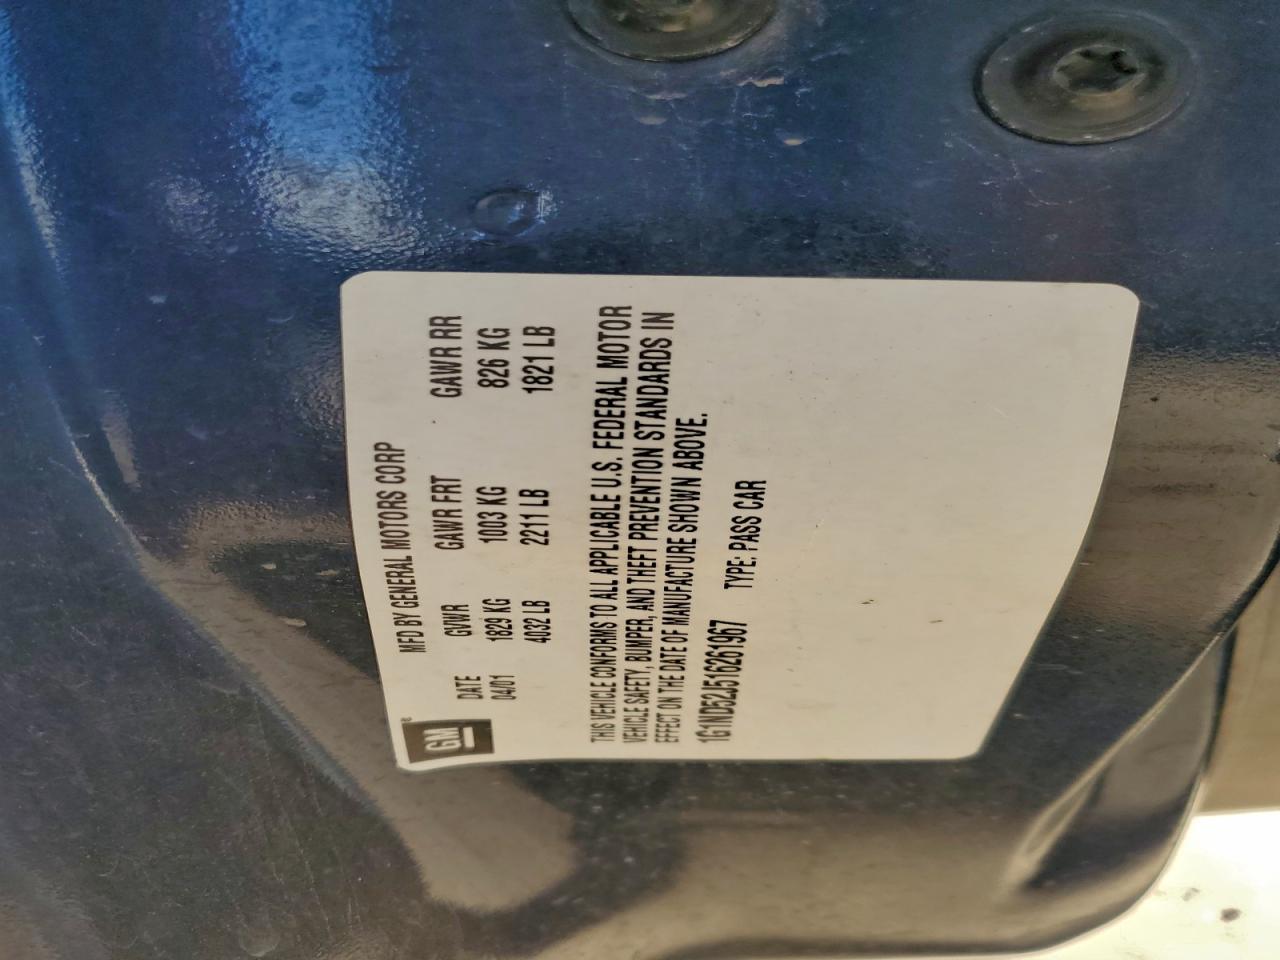 GM®
MFD BY GENERAL MOTORS CORP
DATE GVWR GAWR FRT GAWR RR
04/01 1829 KG 1003 KG 826 KG
4032 LB 2211 LB 1821 LB
THIS VEHICLE CONFORMS TO ALL APPLICABLE U.S. FEDERAL MOTOR
VEHICLE SAFETY, BUMPER, AND THEFT PREVENTION STANDARDS IN
EFFECT ON THE DATE OF MANUFACTURE SHOWN ABOVE.
1G1ND52J516261967 TYPE: PASS CAR